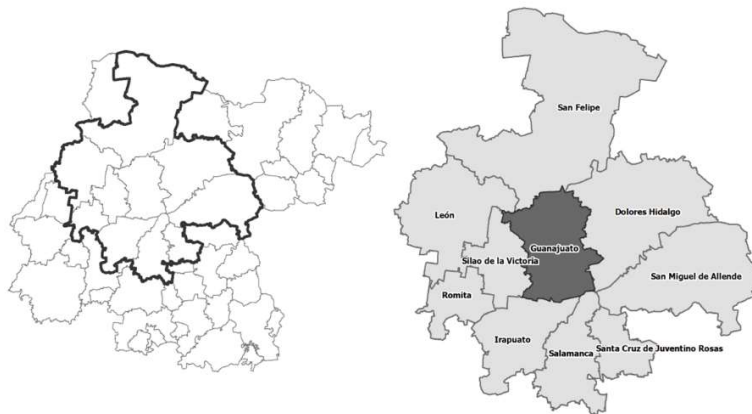 San Felipe
León
Dolores Hidalgo
Guanajuato
Silao de la Victoria
San Miguel de Allende
Romita
Irapuato
Santa Cruz de Juventino Rosas
Salamanca